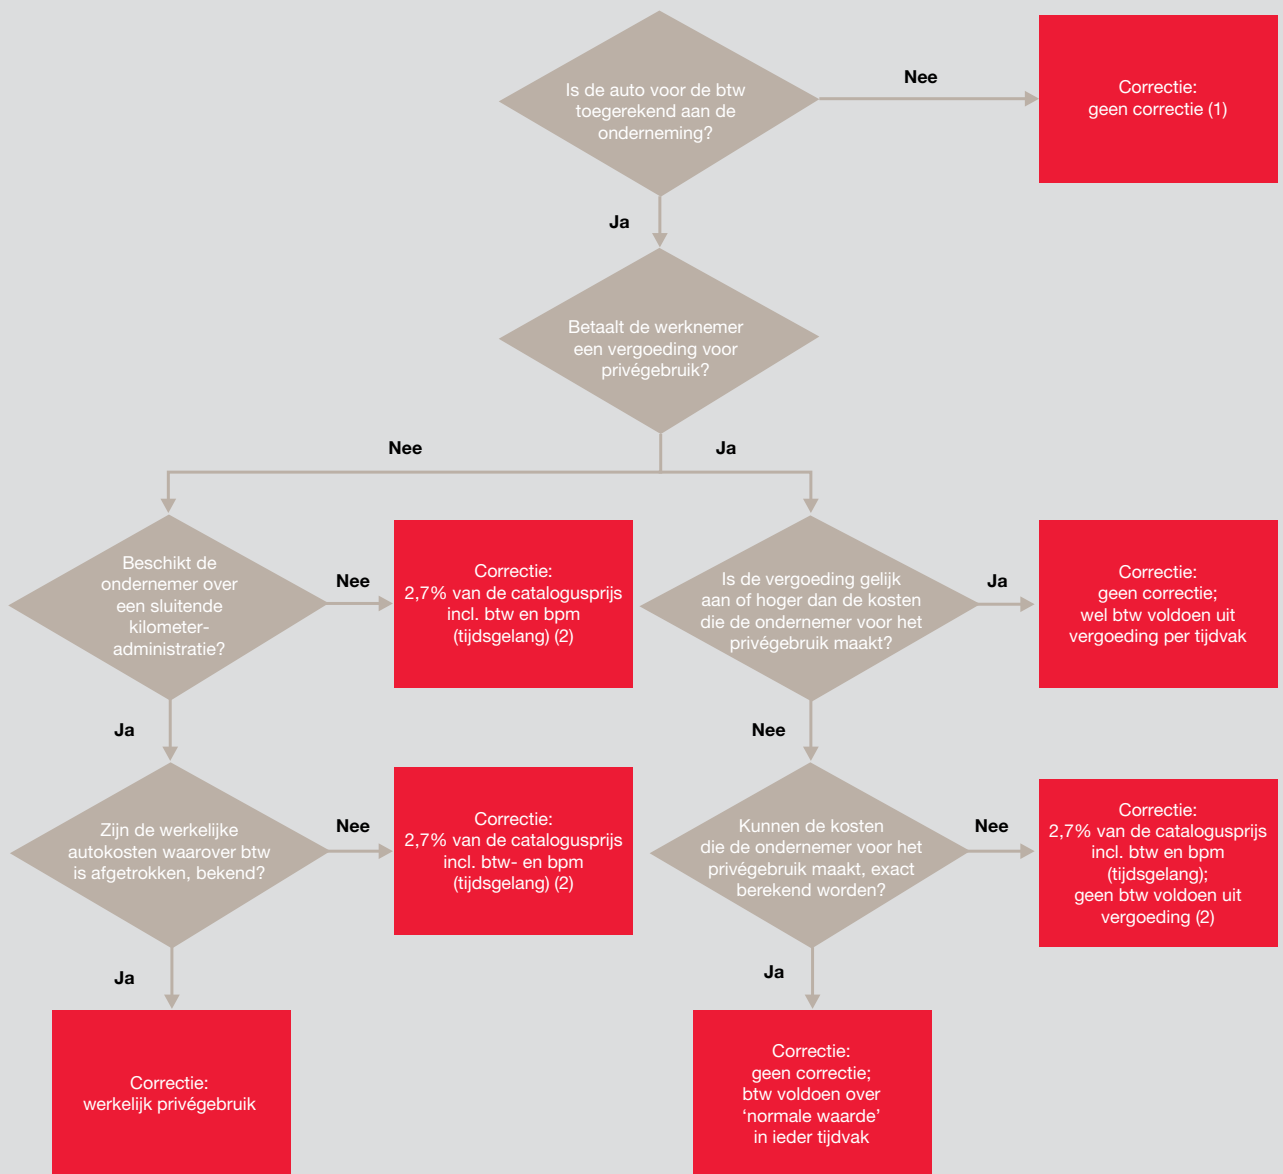 Is de auto voor de btw
toegerekend aan de
onderneming?
Nee
Correctie:
geen correctie (1)
Ja
Betaalt de werknemer
een vergoeding voor
privégebruik?
Nee
Ja
Beschikt de
ondernemer over
een sluitende
kilometer-
administratie?
Nee
Correctie:
2,7% van de catalogusprijs
incl. btw en bpm
(tijdsgelang) (2)
Is de vergoeding gelijk
aan of hoger dan de kosten
die de ondernemer voor het
privégebruik maakt?
Ja
Correctie:
geen correctie;
wel btw voldoen uit
vergoeding per tijdvak
Ja
Nee
Zijn de werkelijke
autokosten waarover btw
is afgetrokken, bekend?
Nee
Correctie:
2,7% van de catalogusprijs
incl. btw- en bpm
(tijdsgelang) (2)
Kunnen de kosten
die de ondernemer voor het
privégebruik maakt, exact
berekend worden?
Nee
Correctie:
2,7% van de catalogusprijs
incl. btw en bpm
(tijdsgelang);
geen btw voldoen uit
vergoeding (2)
Ja
Ja
Correctie:
werkelijk privégebruik
Correctie:
geen correctie;
btw voldoen over
‘normale waarde’
in ieder tijdvak